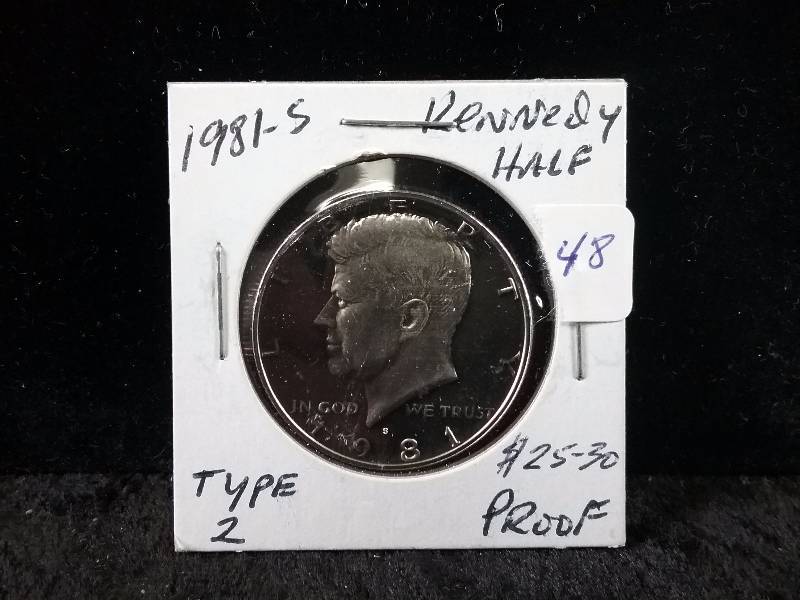 1981-S
Kennedy
HALF
48
LIBERTY
IN GOD WE TRUST
1981
S
$25-30
TYPE
2
PROOF